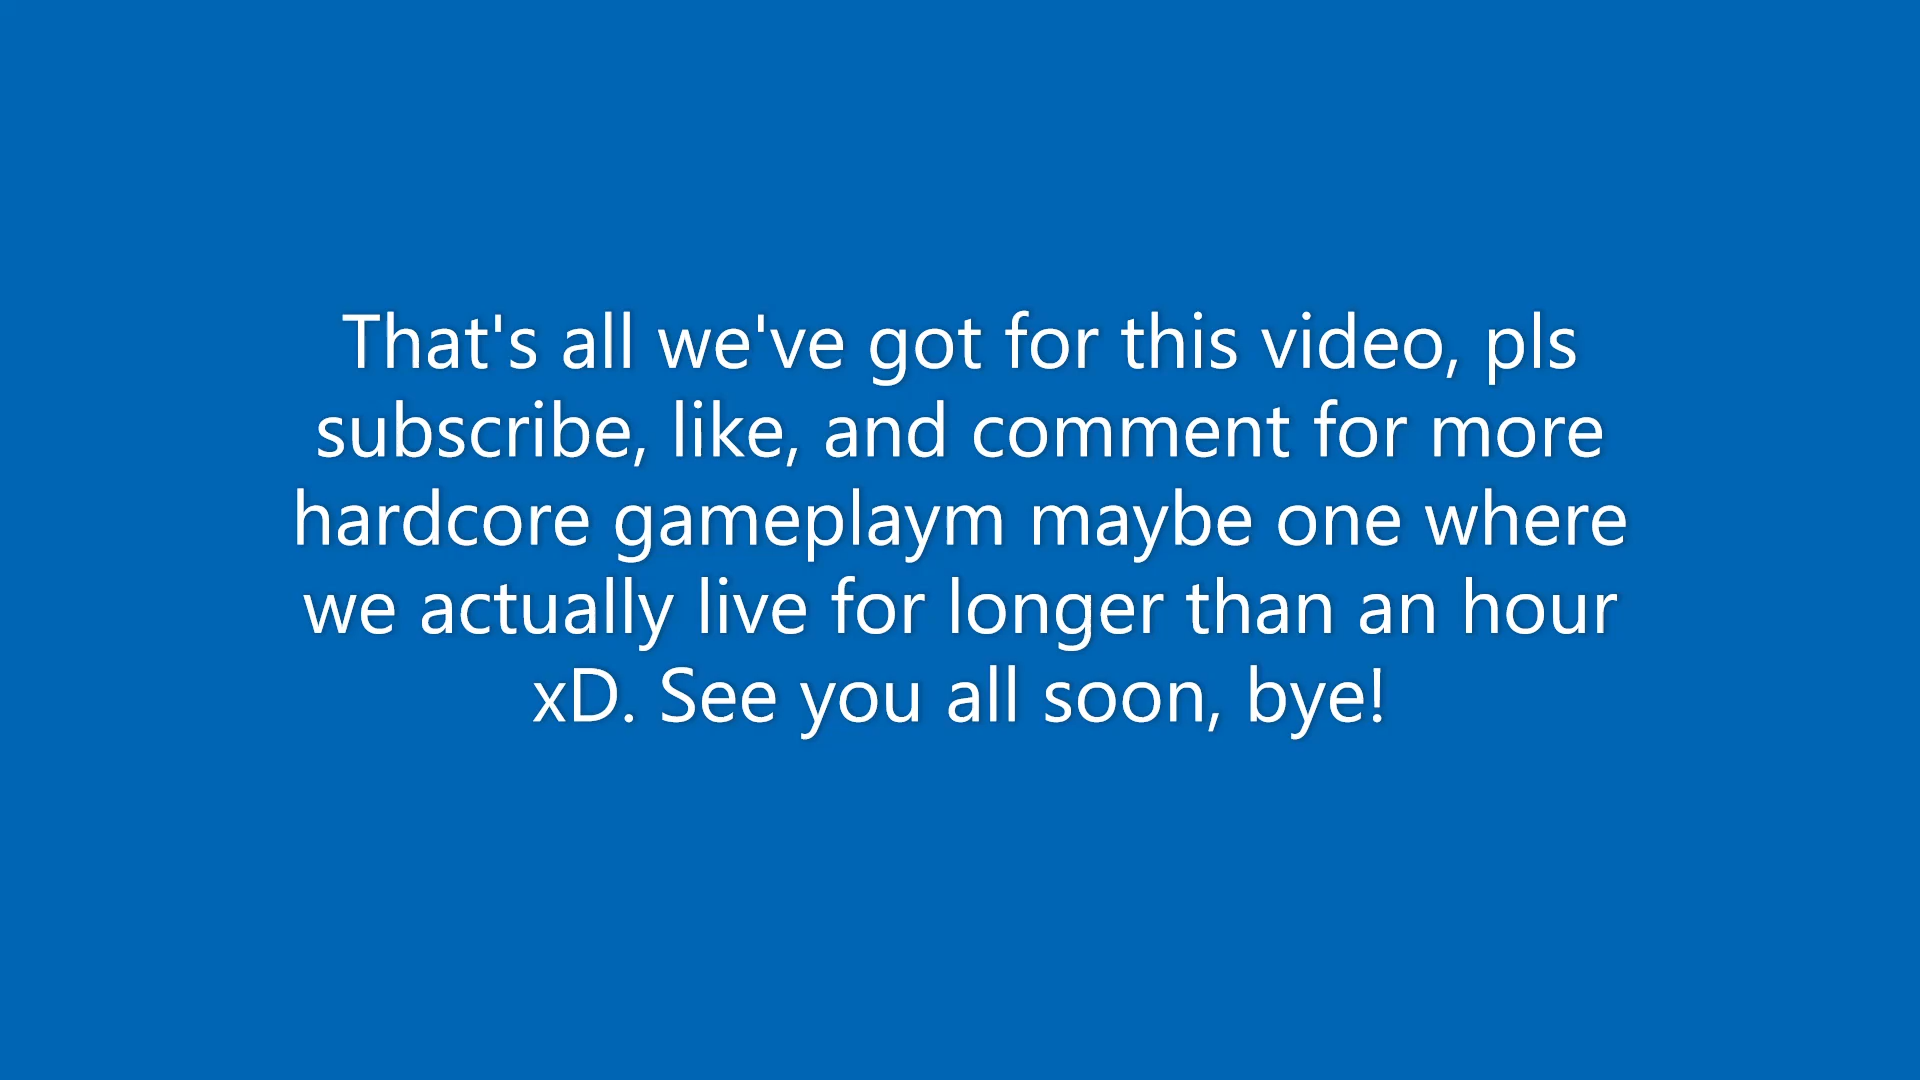 That's all we've got for this video, pls
subscribe, like, and comment for more
hardcore gameplaym maybe one where
we actually live for longer than an hour
xD. See you all soon, bye!